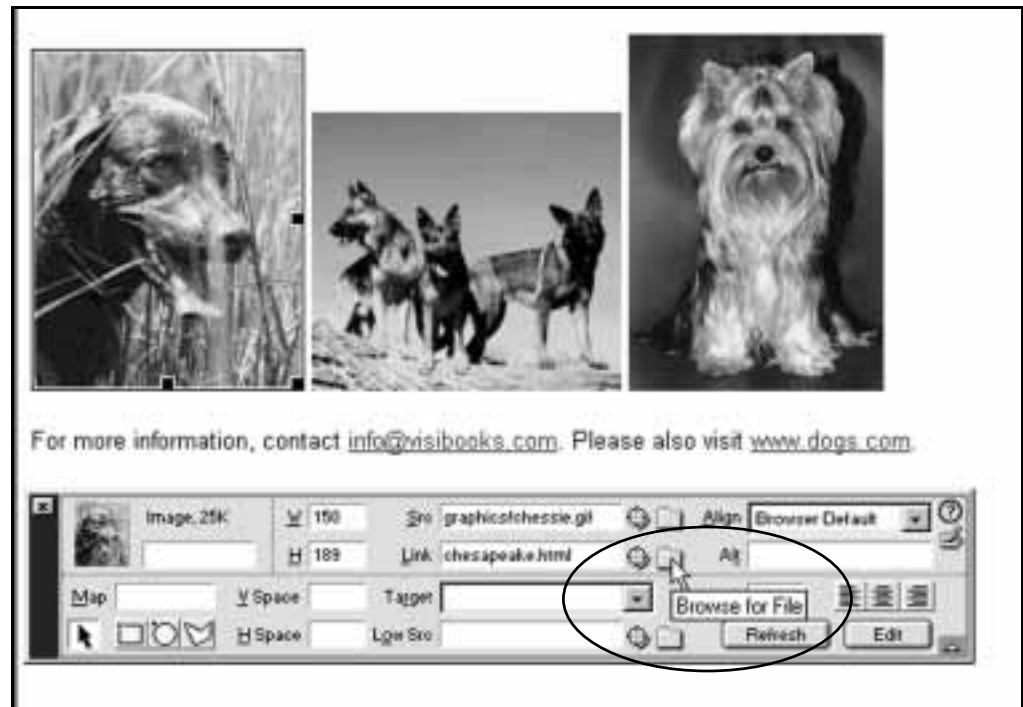 For more information, contact info@visibooks.com. Please also visit www.dogs.com.
Image, 25K W 150 Src graphics/chessie.gif Align Browser Default
H 189 Link chesapeake.html Alt
Map V Space Target Browse for File
H Space Low Src Refresh Edit